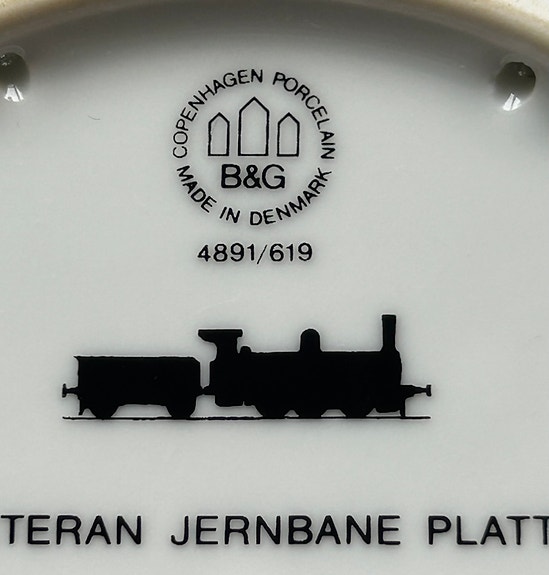 COPENHAGEN PORCELAIN
B&G
MADE IN DENMARK
4891/619
TERAN JERNBANE PLATT